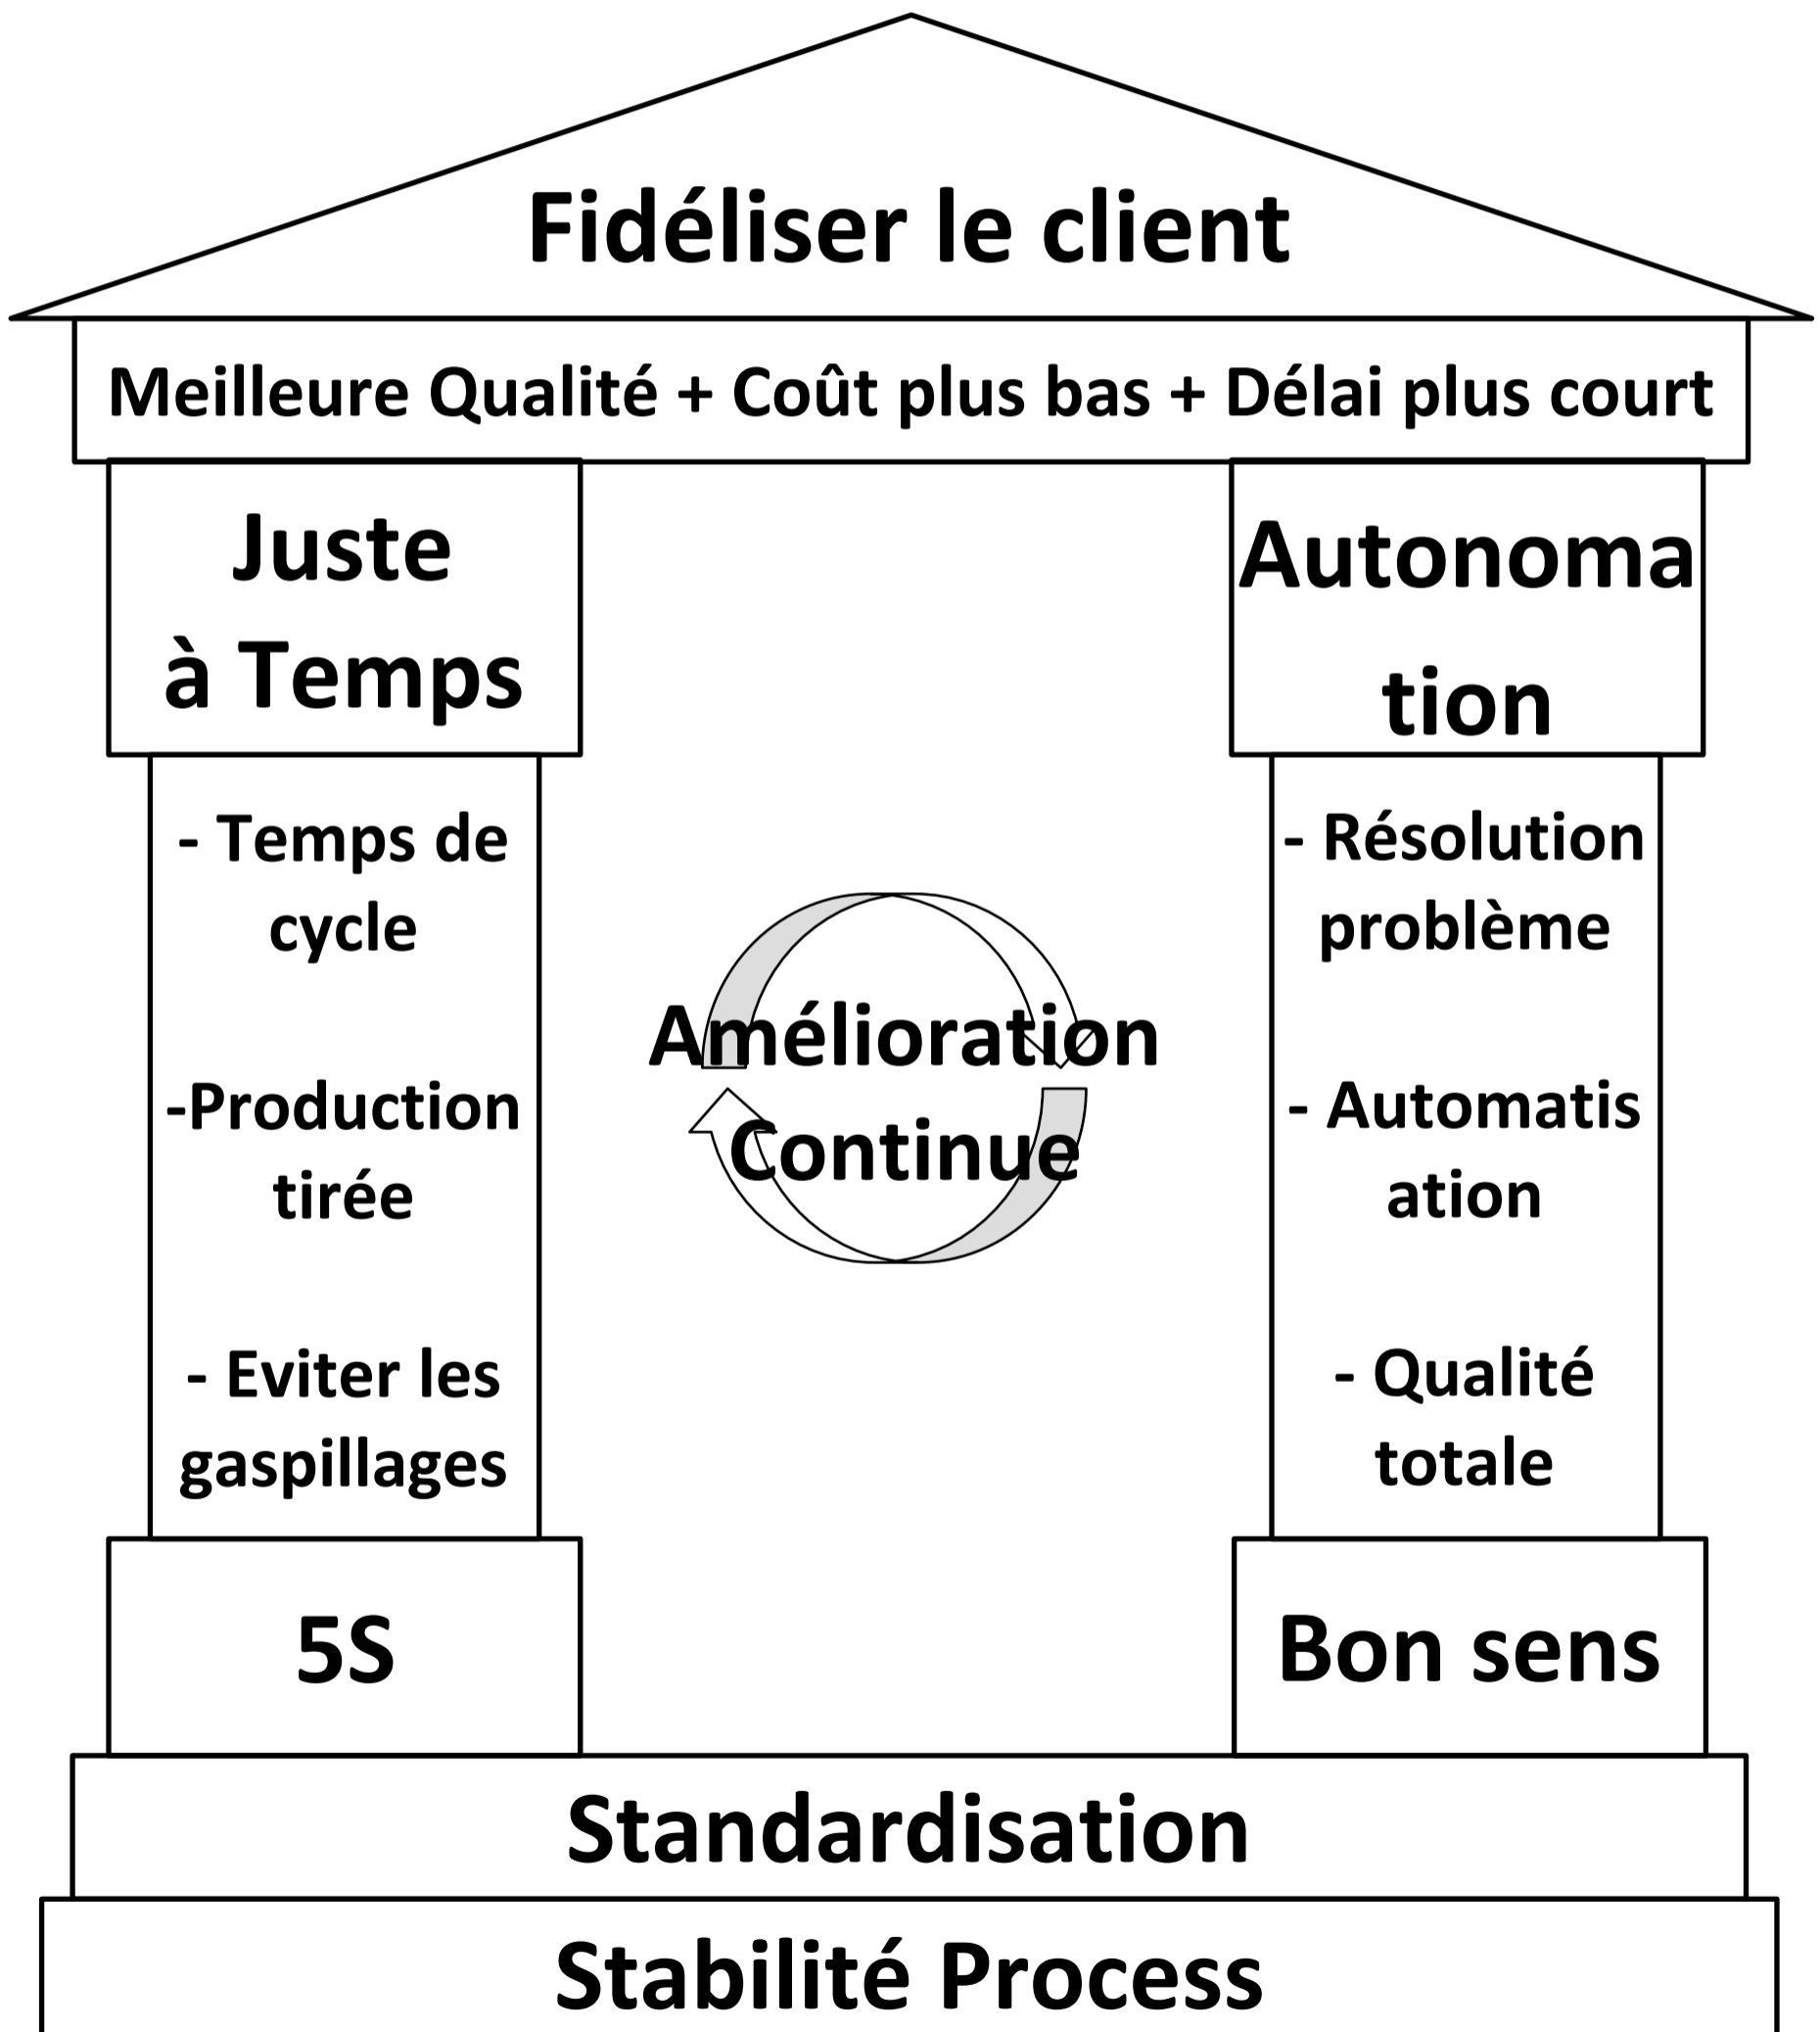 Fidéliser le client
Meilleure Qualité + Coût plus bas + Délai plus court
Juste
à Temps
- Temps de
cycle
-Production
tirée
- Eviter les
gaspillages
5S
Amélioration
Continue
Autonoma
tion
- Résolution
problème
- Automatis
ation
- Qualité
totale
Bon sens
Standardisation
Stabilité Process